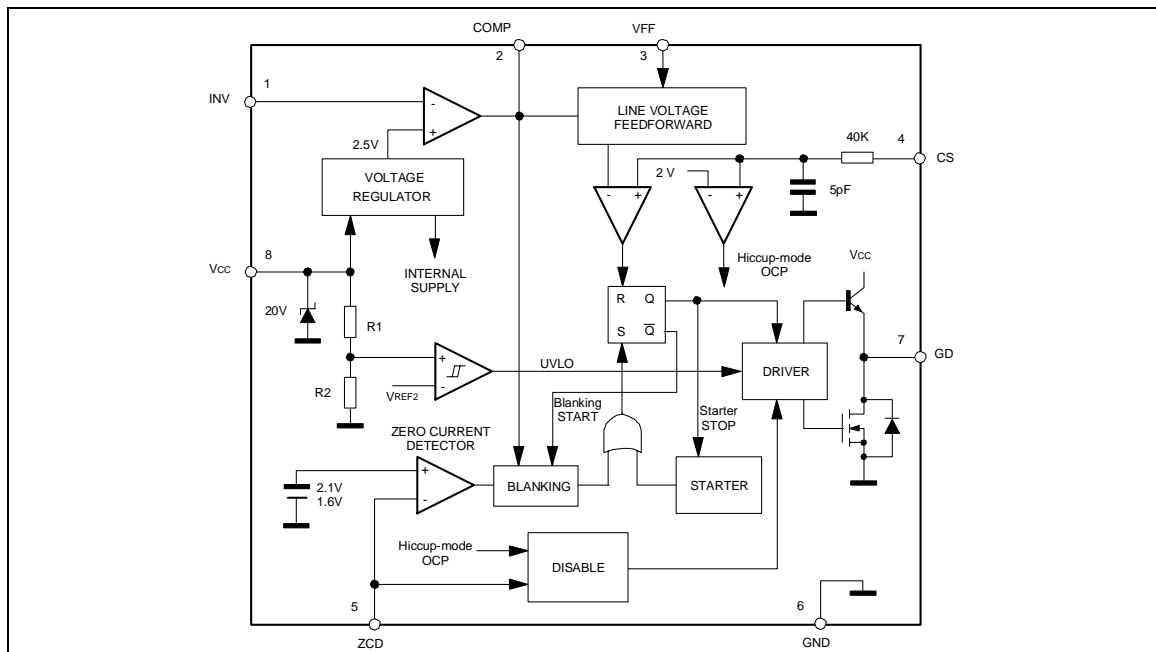 COMP
VFF
2
3
1
INV
-
+
2.5V
LINE VOLTAGE
FEEDFORWARD
40K
4
CS
VOLTAGE
REGULATOR
2 V
-
+
-
+
5pF
8
Vcc
INTERNAL
SUPPLY
Hiccup-mode
OCP
Vcc
20V
R1
R Q
S Q
7
GD
+
-
UVLO
DRIVER
R2
VREF2
Blanking
START
Starter
STOP
ZERO CURRENT
DETECTOR
+
-
2.1V
1.6V
BLANKING
STARTER
Hiccup-mode
OCP
DISABLE
5
6
ZCD
GND